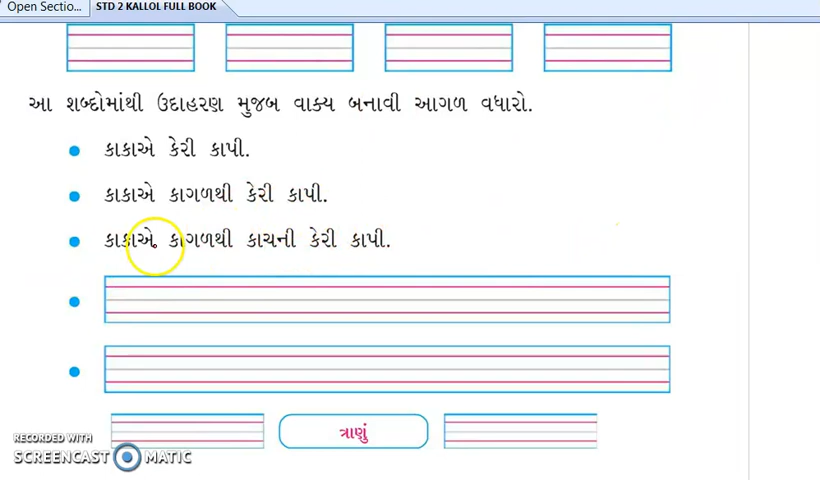 Open Sectio... STD 2 KALLOL FULL BOOK
આ શબ્દોમાંથી ઉદાહરણ મુજબ વાક્ય બનાવી આગળ વધારો.
કાકાએ કેરી કાપી.
કાકાએ કાગળથી કેરી કાપી.
કાકાએ કાગળથી કાચની કેરી કાપી.
ત્રાણું
RECORDED WITH
SCREENCAST MATIC